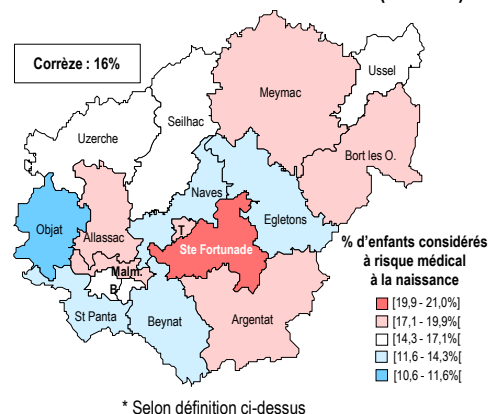 Corrèze : 16%
Ussel
Meymac
Seilhac
Uzerche
Bort les O.
Naves
Egletons
Objat
Allassac
T
Ste Fortunade
Malm.
B
St Panta
Beynat
Argentat
% d'enfants considérés
à risque médical
à la naissance
[19,9 - 21,0%[
[17,1 - 19,9%[
[14,3 - 17,1%[
[11,6 - 14,3%[
[10,6 - 11,6%[
* Selon définition ci-dessus